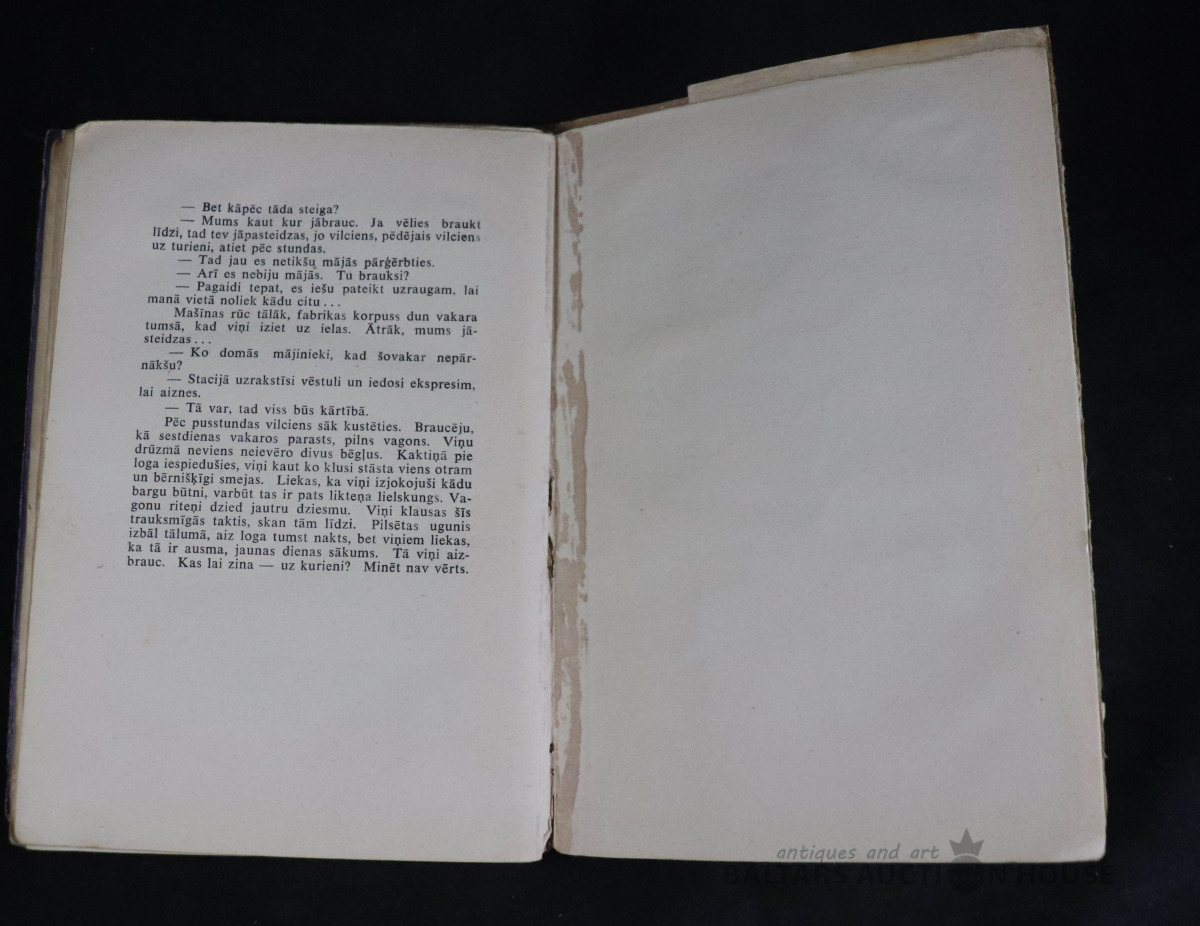 — Bet kāpēc tāda steiga?
— Mums kaut kur jābrauc. Ja vēlies braukt
līdzi, tad tev jāpasteidzas, jo vilciens, pēdējais vilciens
uz turieni, atiet pēc stundas.
— Tad jau es netikšu mājās pārģērbties.
— Arī es nebiju mājās. Tu brauksi?
— Pagaidi tepat, es iešu pateikt uzraugam, lai
manā vietā noliek kādu citu . . .
Mašīnas rūc tālāk, fabrikas korpuss dun vakara
tumsā, kad viņi iziet uz ielas. Ātrāk, mums jā-
steidzas . . .
— Ko domās mājinieki, kad šovakar nepār-
nākšu?
— Stacijā uzrakstīsi vēstuli un iedosi ekspresim,
lai aiznes.
— Tā var, tad viss būs kārtībā.
Pēc pusstundas vilciens sāk kustēties. Braucēju,
kā sestdienas vakaros parasts, pilns vagons. Viņu
drūzmā neviens neievēro divus bēgļus. Kaktiņā pie
loga iespiedušies, viņi kaut ko klusi stāsta viens otram
un bērnišķīgi smejas. Liekas, ka viņi izjokojuši kādu
bargu būtni, varbūt tas ir pats likteņa lielskungs. Va-
gonu riteņi dzied jautru dziesmu. Viņi klausas šīs
trauksmīgās taktis, skan tām līdzi. Pilsētas ugunis
izbāl tālumā, aiz loga tumst nakts, bet viņiem liekas,
ka tā ir ausma, jaunas dienas sākums. Tā viņi aiz-
brauc. Kas lai zina — uz kurieni? Minēt nav vērts.
antiques and art
BALTARS AUCTION HOUSE